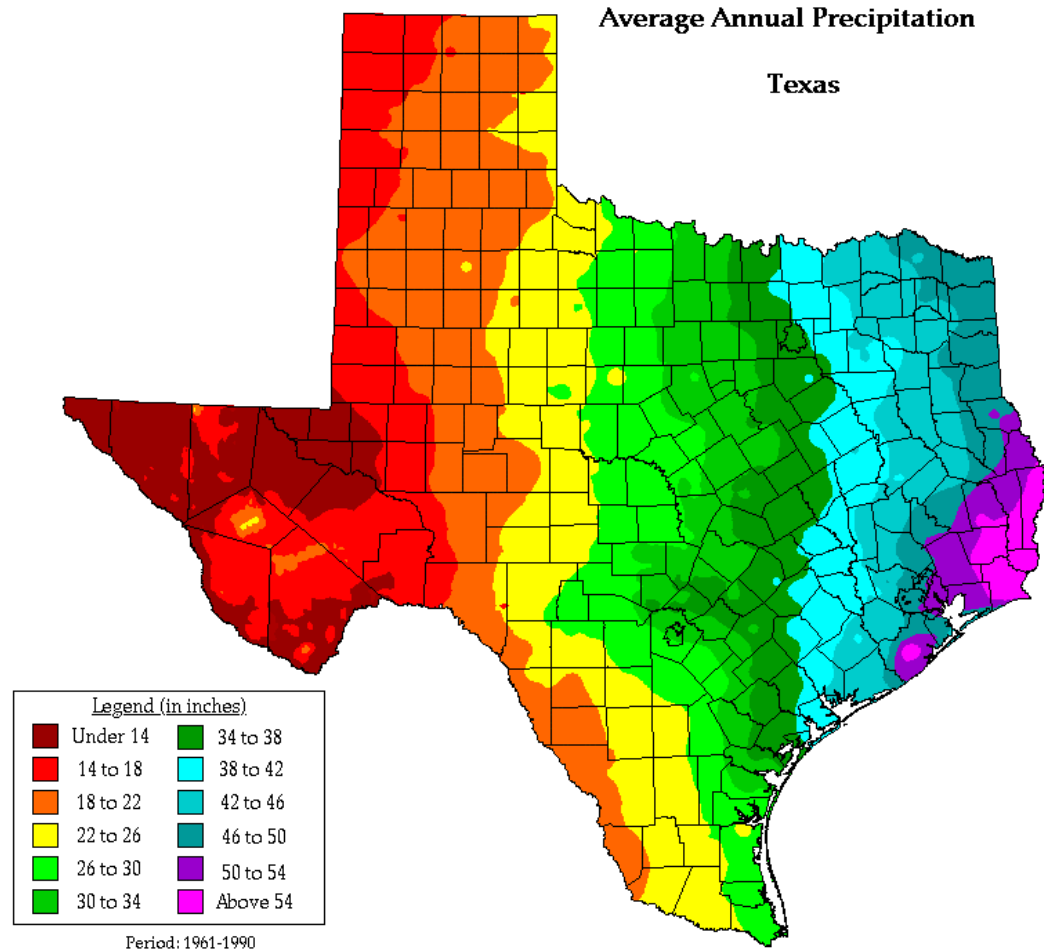 Average Annual Precipitation
Texas
Legend (in inches)
Under 14
14 to 18
18 to 22
22 to 26
26 to 30
30 to 34
34 to 38
38 to 42
42 to 46
46 to 50
50 to 54
Above 54
Period: 1961-1990